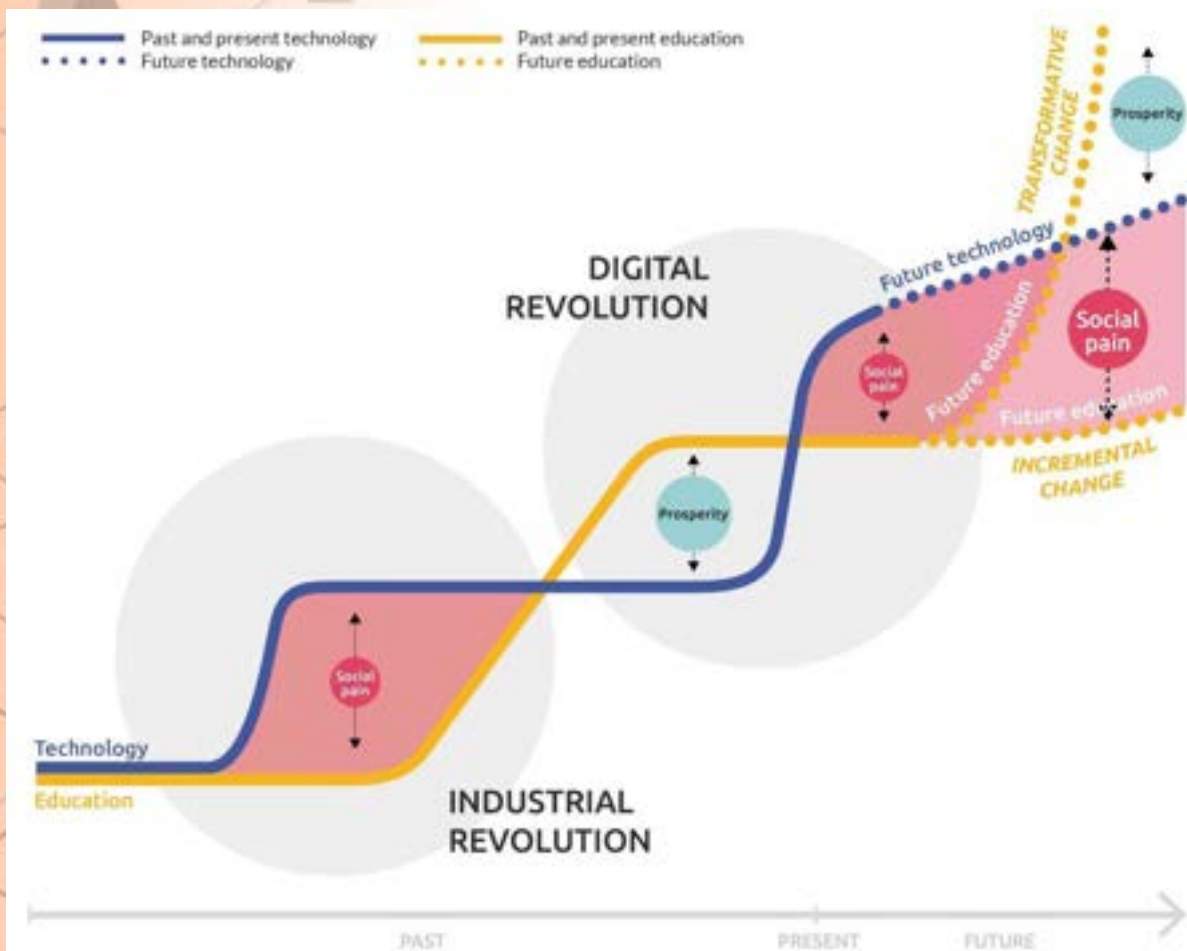 Past and present technology
Future technology
Past and present education
Future education
TRANSFORMATIVE
CHANGE
Prosperity
Future technology
DIGITAL
REVOLUTION
Social
pain
Future education
Social
pain
Future education
INCREMENTAL
CHANGE
Prosperity
Social
pain
Technology
Education
INDUSTRIAL
REVOLUTION
PAST
PRESENT
FUTURE